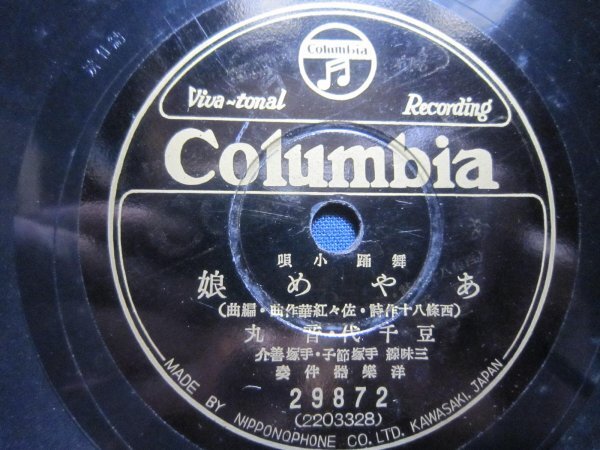 Columbia
Viva-tonal Recording
Columbia
舞踊小唄
あやめ娘
(西條八十作詩・佐々紅華作曲・編曲)
豆千代・音丸
三味線 手塚節子・手塚善介
洋樂器伴奏
29872
(2203328)
MADE BY NIPPONOPHONE CO., LTD. KAWASAKI, JAPAN